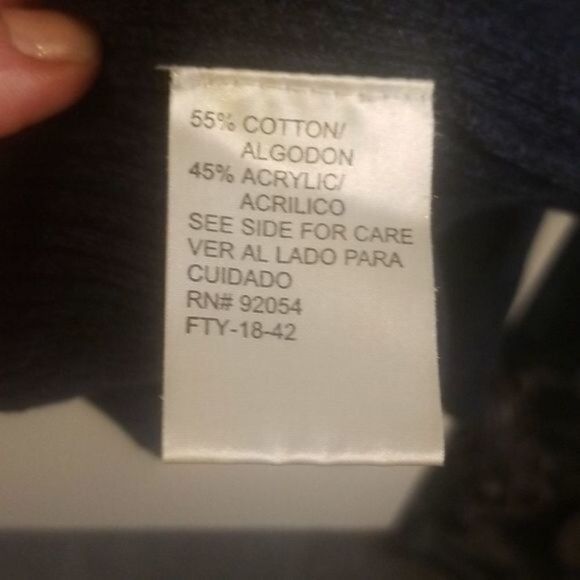 55% COTTON/
ALGODON
45% ACRYLIC/
ACRILICO
SEE SIDE FOR CARE
VER AL LADO PARA
CUIDADO
RN# 92054
FTY-18-42